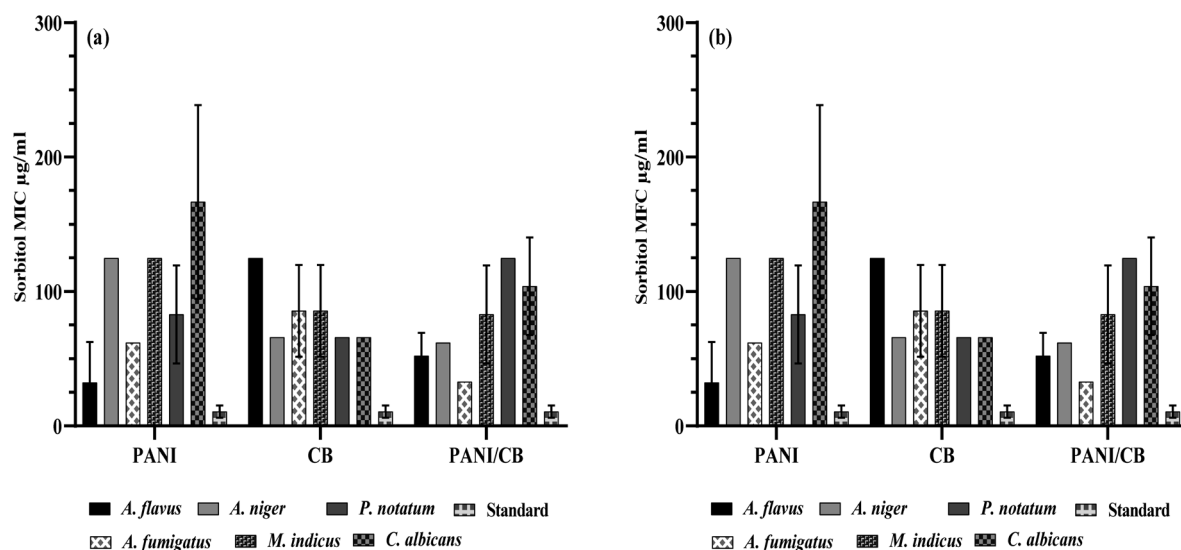 (a)
Sorbitol MIC µg/ml
300
200
100
0
PANI
CB
PANI/CB
A. flavus
A. niger
P. notatum
Standard
A. fumigatus
M. indicus
C. albicans
(b)
Sorbitol MFC µg/ml
300
200
100
0
PANI
CB
PANI/CB
A. flavus
A. niger
P. notatum
Standard
A. fumigatus
M. indicus
C. albicans